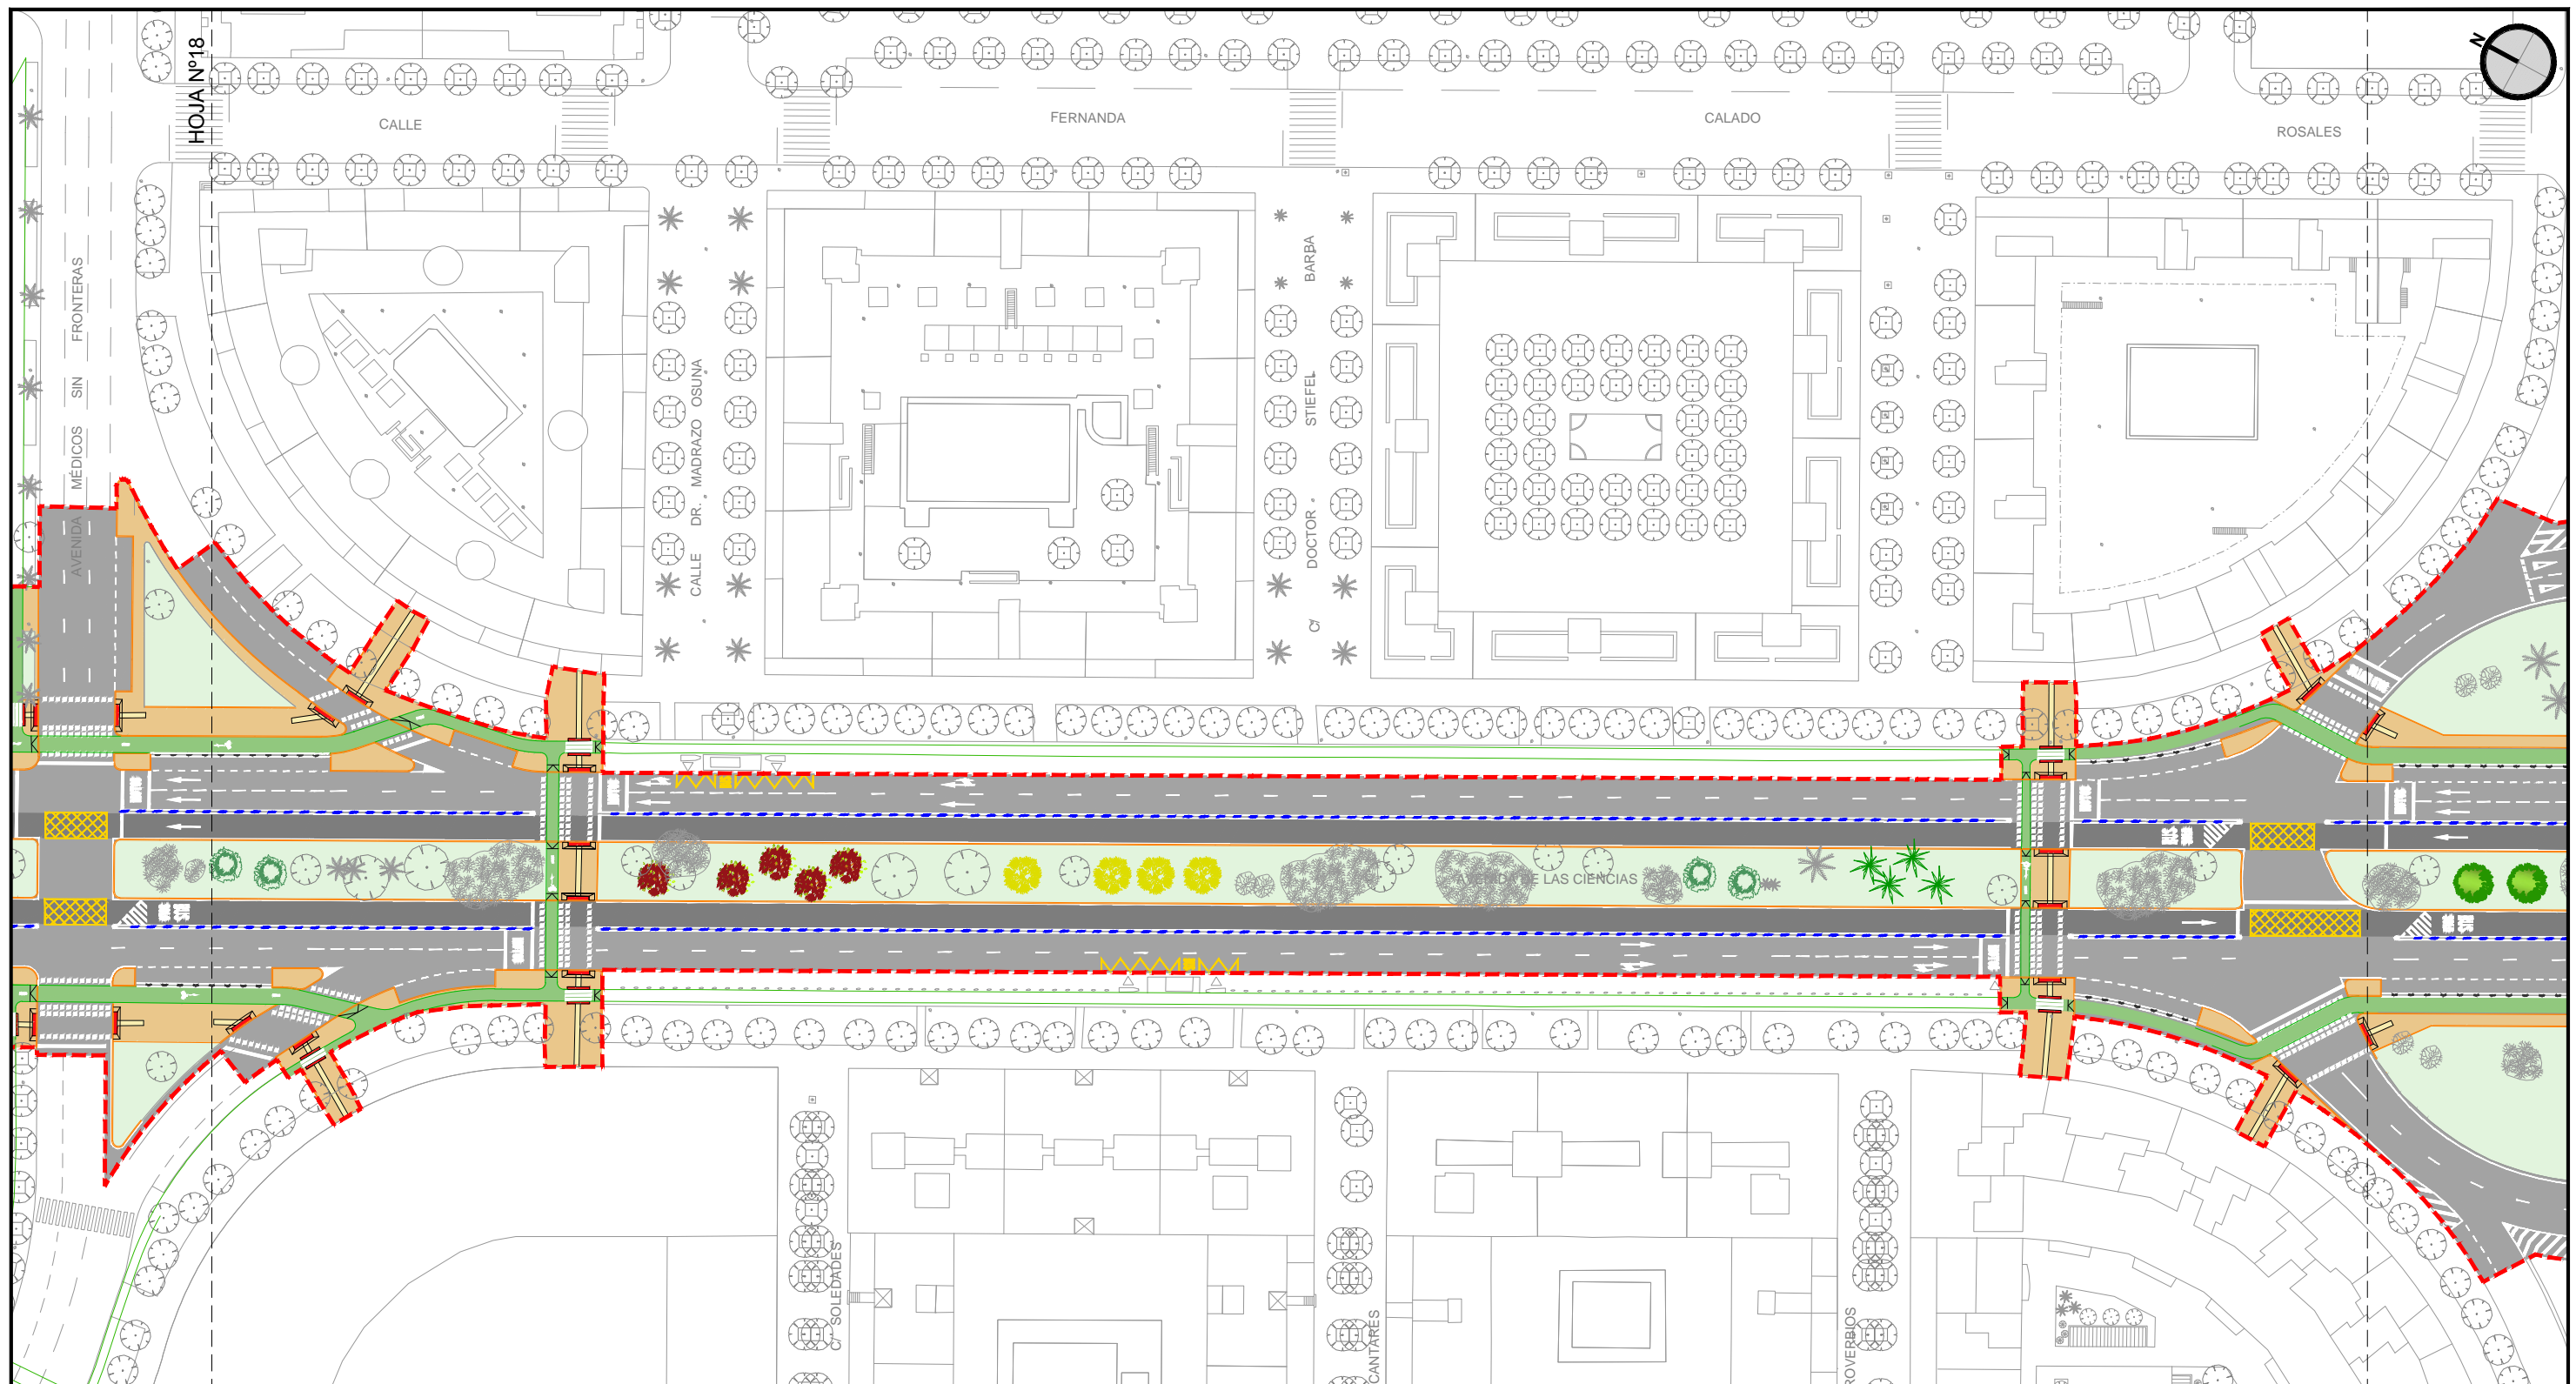 HOJA Nº18
N
CALLE FERNANDA CALADO ROSALES
AVENIDA MÉDICOS SIN FRONTERAS
CALLE DR. MADRAZO OSUNA
C/ DOCTOR STIEFEL BARBA
AVENIDA DE LAS CIENCIAS
C/ SOLEDADES
CANTARES
ROVERBIOS